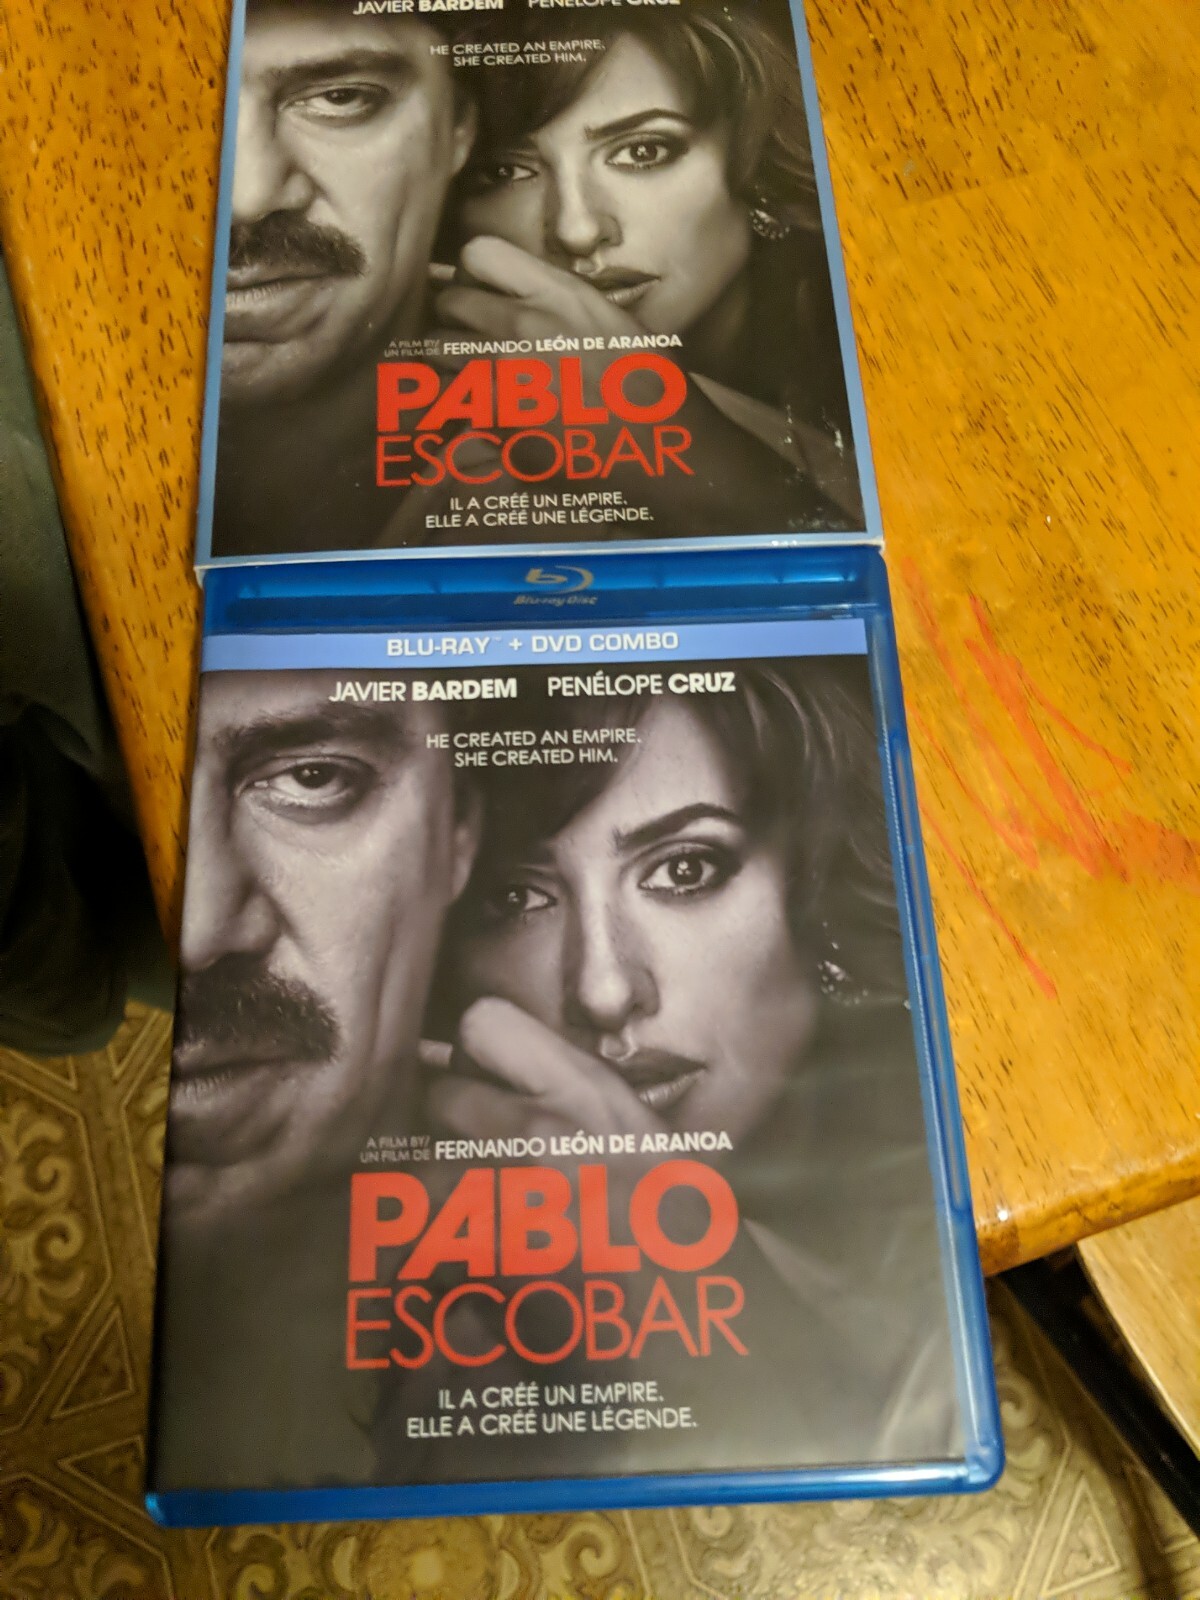 JAVIER BARDEM PENÉLOPE CRUZ
HE CREATED AN EMPIRE.
SHE CREATED HIM.
A FILM BY/
UN FILM DE FERNANDO LEÓN DE ARANOA
PABLO
ESCOBAR
IL A CRÉÉ UN EMPIRE.
ELLE A CRÉÉ UNE LÉGENDE.
Blu-ray Disc
BLU-RAY™ + DVD COMBO
JAVIER BARDEM PENÉLOPE CRUZ
HE CREATED AN EMPIRE.
SHE CREATED HIM.
A FILM BY/
UN FILM DE FERNANDO LEÓN DE ARANOA
PABLO
ESCOBAR
IL A CRÉÉ UN EMPIRE.
ELLE A CRÉÉ UNE LÉGENDE.